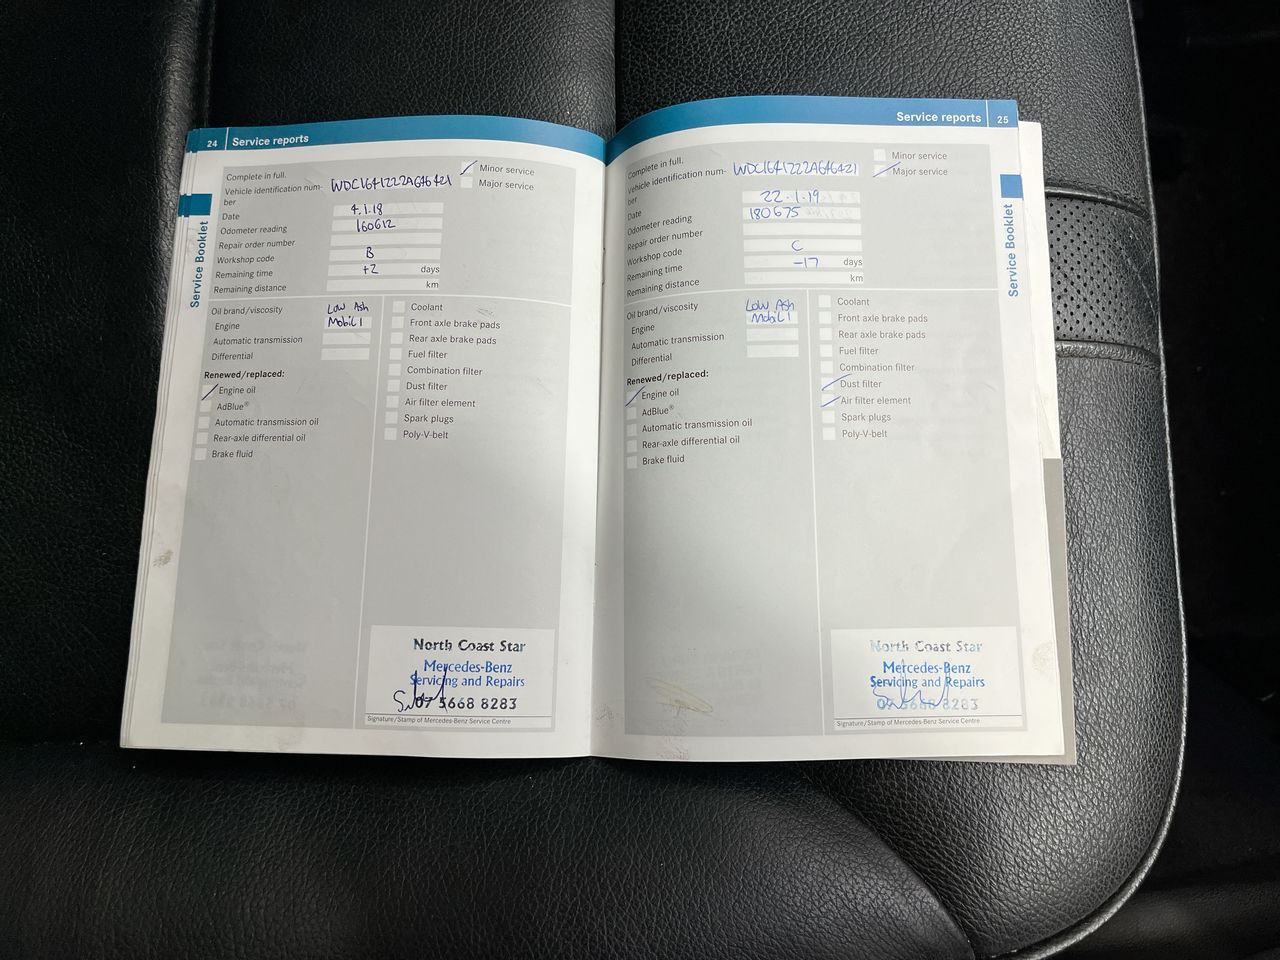 24 Service reports
Complete in full.
Minor service
Vehicle identification num-
ber
WDC1641222A646421
Major service
Date 4.1.18
Odometer reading 160612
Repair order number
Workshop code B
Remaining time +2 days
Remaining distance km
Oil brand/viscosity Low Ash
Engine Mobil 1
Automatic transmission
Differential
Renewed/replaced:
Engine oil
AdBlue®
Automatic transmission oil
Rear-axle differential oil
Brake fluid
Coolant
Front axle brake pads
Rear axle brake pads
Fuel filter
Combination filter
Dust filter
Air filter element
Spark plugs
Poly-V-belt
North Coast Star
Mercedes-Benz
Servicing and Repairs
07 5668 8283
Signature/Stamp of Mercedes-Benz Service Centre
Service Booklet
Service reports 25
Complete in full.
Minor service
Vehicle identification num-
ber
WDC1641222A646421
Major service
Date 22.1.19
Odometer reading 180675
Repair order number
Workshop code C
Remaining time -17 days
Remaining distance km
Oil brand/viscosity Low Ash
Engine Mobil 1
Automatic transmission
Differential
Renewed/replaced:
Engine oil
AdBlue®
Automatic transmission oil
Rear-axle differential oil
Brake fluid
Coolant
Front axle brake pads
Rear axle brake pads
Fuel filter
Combination filter
Dust filter
Air filter element
Spark plugs
Poly-V-belt
North Coast Star
Mercedes-Benz
Servicing and Repairs
07 5668 8283
Signature/Stamp of Mercedes-Benz Service Centre
Service Booklet